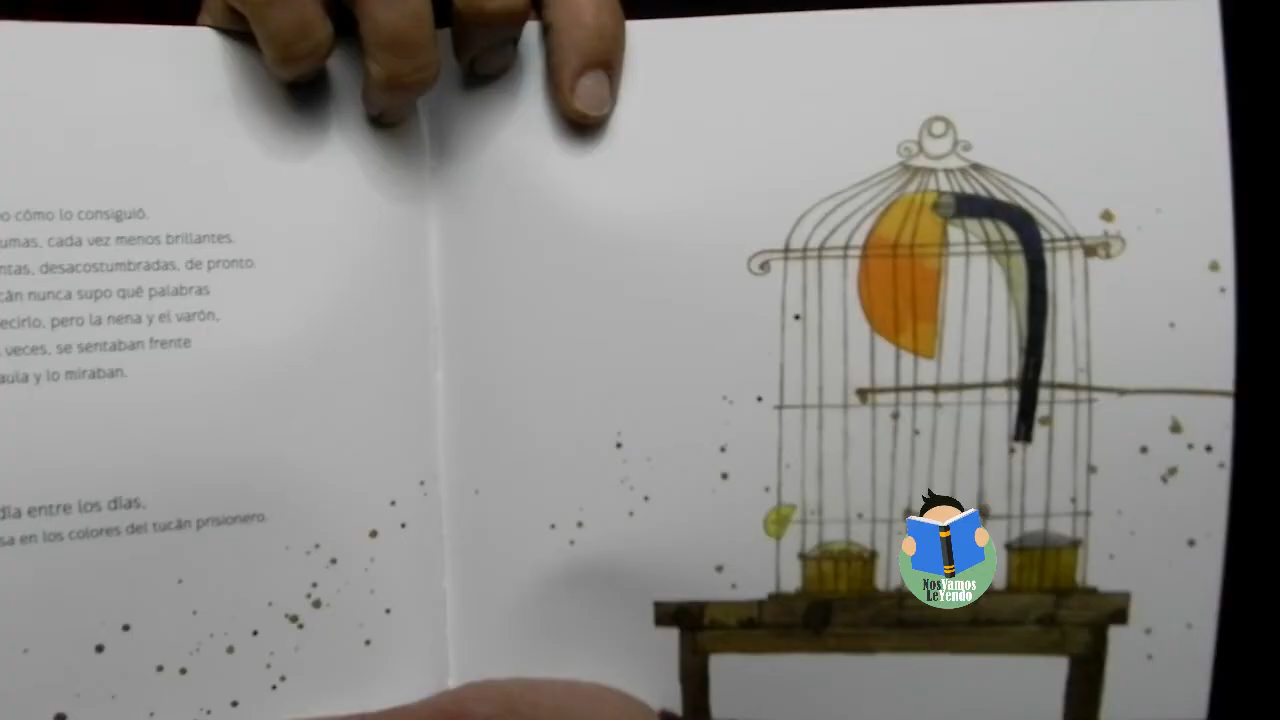 o cómo lo consiguió.
umas, cada vez menos brillantes.
ntas, desacostumbradas, de pronto.
cán nunca supo qué palabras
ecirlo, pero la nena y el varón,
veces, se sentaban frente
aula y lo miraban.
día entre los días,
sa en los colores del tucán prisionero.
Nos Vamos
Leyendo